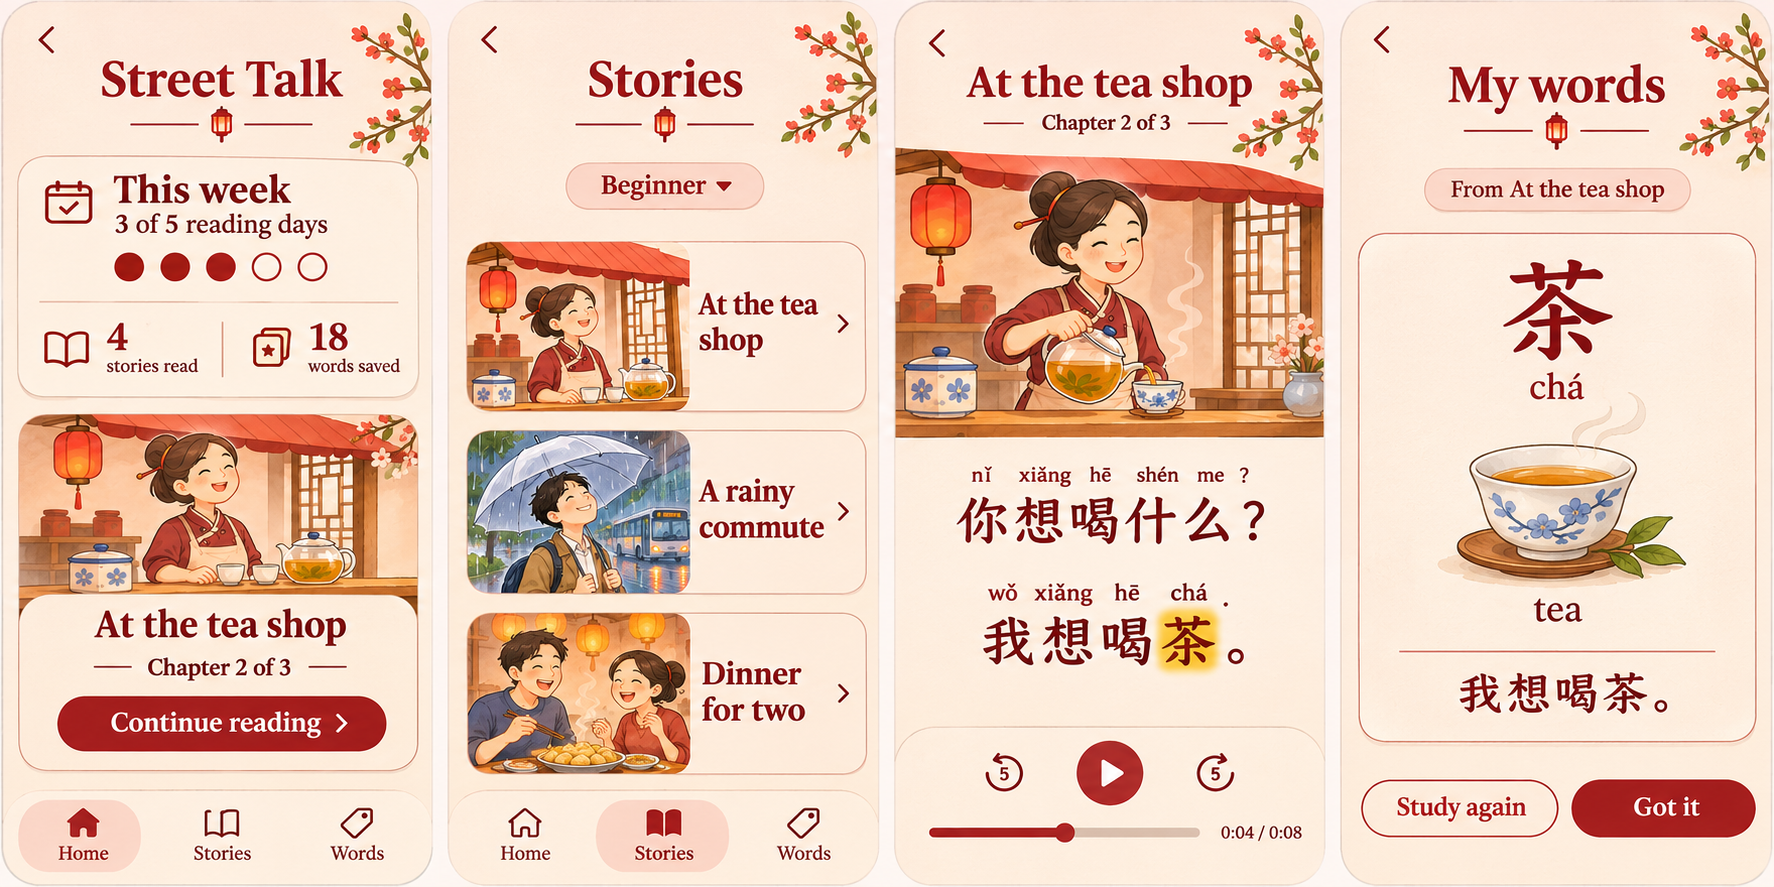 Street Talk
This week
3 of 5 reading days
4
stories read
18
words saved
At the tea shop
Chapter 2 of 3
Continue reading
Home
Stories
Words
Stories
Beginner
At the tea
shop
A rainy
commute
Dinner
for two
Home
Stories
Words
At the tea shop
Chapter 2 of 3
nǐ xiǎng hē shén me ?
你想喝什么？
wǒ xiǎng hē chá .
我想喝茶。
5
5
0:04 / 0:08
My words
From At the tea shop
茶
chá
tea
我想喝茶。
Study again
Got it